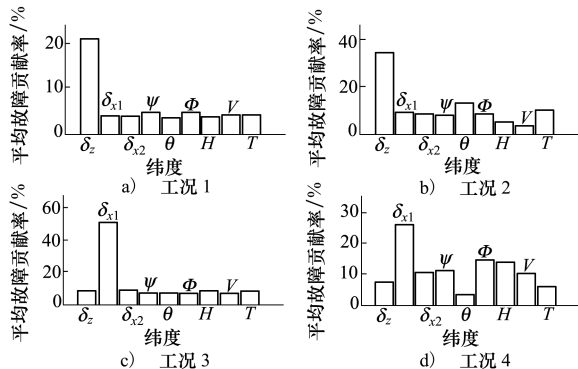 平均故障贡献率/%
20
10
0
δz
δx1
δx2
ψ
θ
Φ
H
V
T
纬度
a) 工况 1
平均故障贡献率/%
40
20
0
δz
δx1
δx2
ψ
θ
Φ
H
V
T
纬度
b) 工况 2
平均故障贡献率/%
60
40
20
0
δz
δx1
δx2
ψ
θ
Φ
H
V
T
纬度
c) 工况 3
平均故障贡献率/%
30
20
10
0
δz
δx1
δx2
ψ
θ
Φ
H
V
T
纬度
d) 工况 4